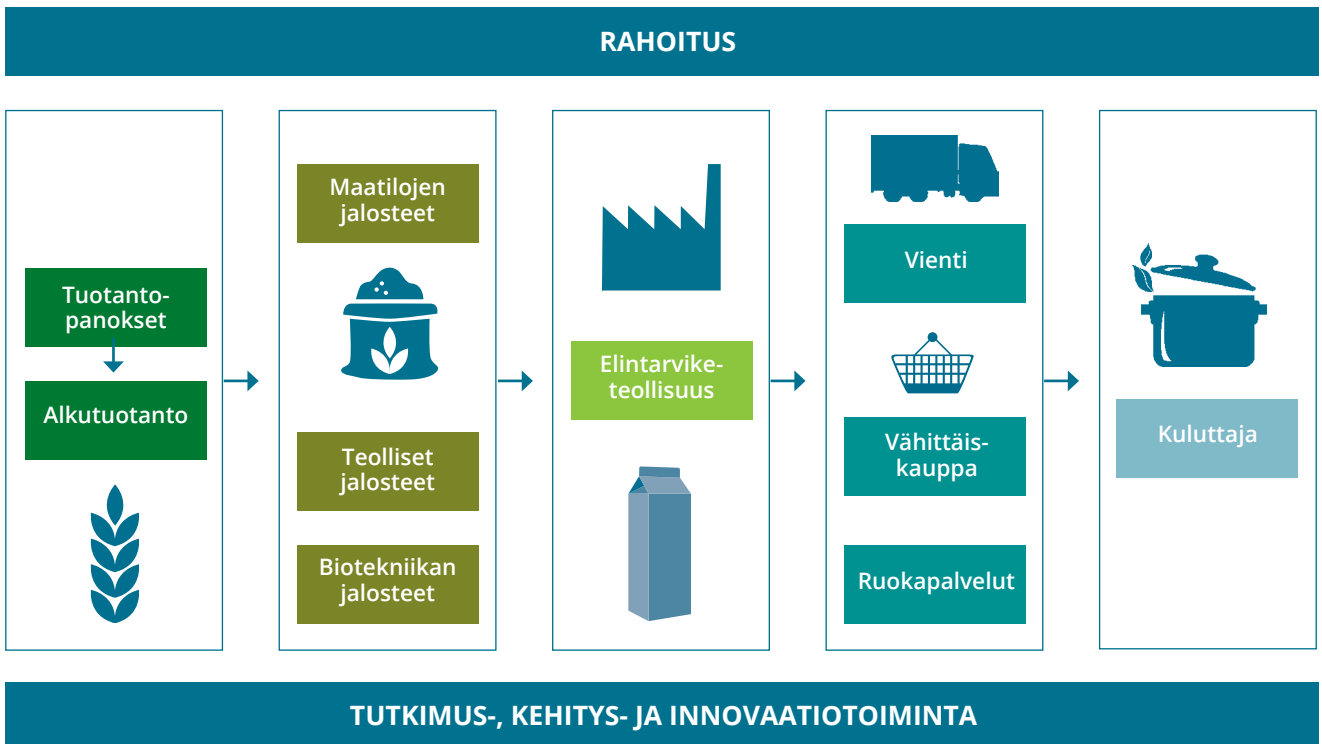 RAHOITUS
Tuotanto-
panokset
Alkutuotanto
Maatilojen
jalosteet
Teolliset
jalosteet
Biotekniikan
jalosteet
Elintarvike-
teollisuus
Vienti
Vähittäis-
kauppa
Ruokapalvelut
Kuluttaja
TUTKIMUS-, KEHITYS- JA INNOVAATIOTOIMINTA